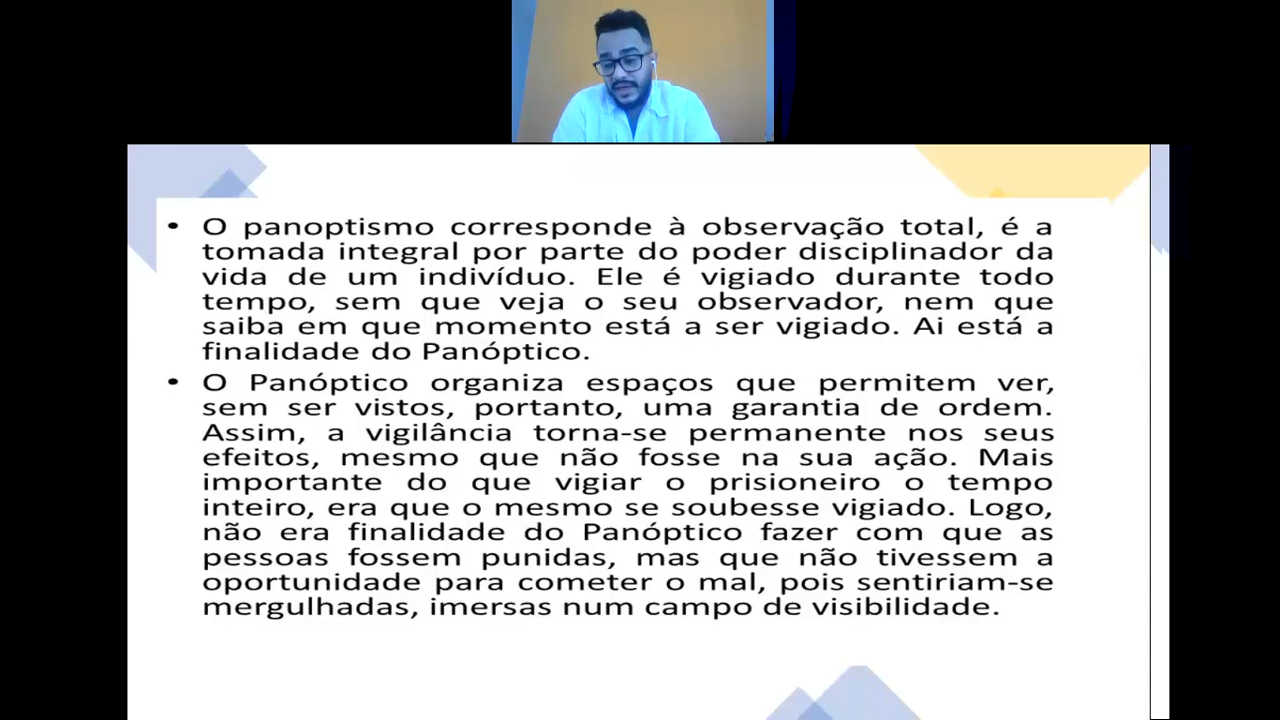 • O panoptismo corresponde à observação total, é a
tomada integral por parte do poder disciplinador da
vida de um indivíduo. Ele é vigiado durante todo
tempo, sem que veja o seu observador, nem que
saiba em que momento está a ser vigiado. Ai está a
finalidade do Panóptico.
• O Panóptico organiza espaços que permitem ver,
sem ser vistos, portanto, uma garantia de ordem.
Assim, a vigilância torna-se permanente nos seus
efeitos, mesmo que não fosse na sua ação. Mais
importante do que vigiar o prisioneiro o tempo
inteiro, era que o mesmo se soubesse vigiado. Logo,
não era finalidade do Panóptico fazer com que as
pessoas fossem punidas, mas que não tivessem a
oportunidade para cometer o mal, pois sentiriam-se
mergulhadas, imersas num campo de visibilidade.